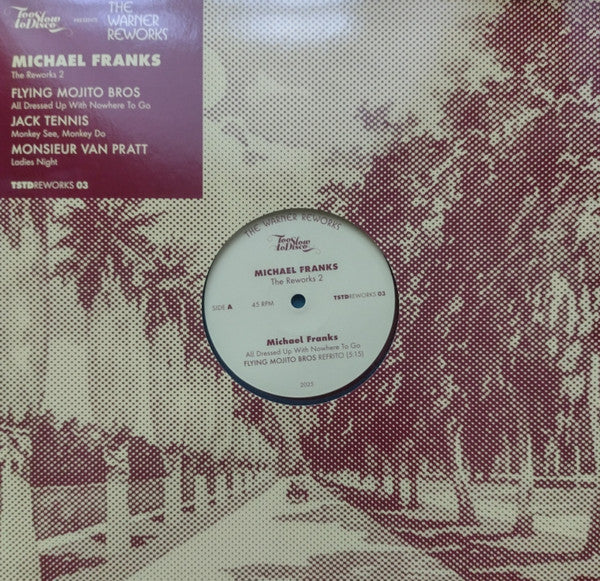 Too Slow to Disco
PRESENTS
THE WARNER REWORKS
MICHAEL FRANKS
The Reworks 2
FLYING MOJITO BROS
All Dressed Up With Nowhere To Go
JACK TENNIS
Monkey See, Monkey Do
MONSIEUR VAN PRATT
Ladies Night
TSTDREWORKS 03
THE WARNER REWORKS
Too Slow to Disco
MICHAEL FRANKS
The Reworks 2
SIDE A 45 RPM TSTDREWORKS 03
Michael Franks
All Dressed Up With Nowhere To Go
FLYING MOJITO BROS REFRITO (5:15)
2025